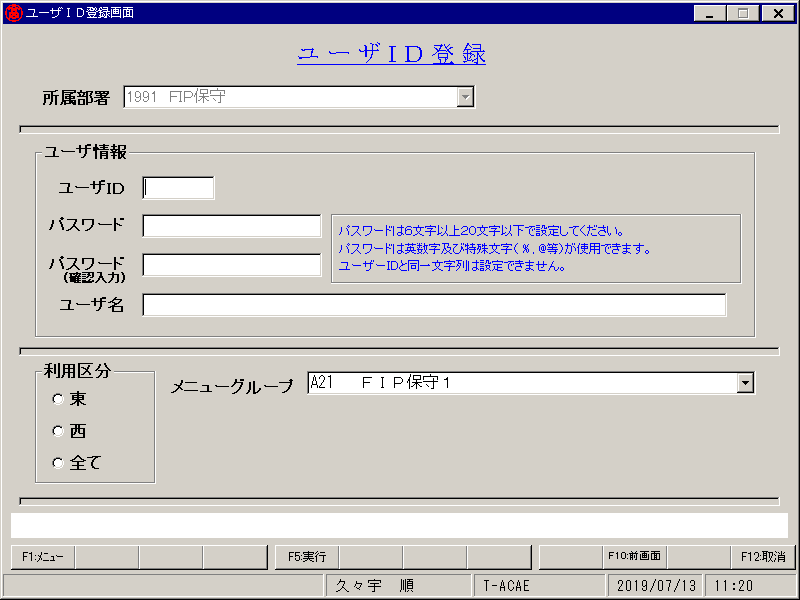 ユーザＩＤ登録画面
ユーザID登録
所属部署 1991 FIP保守
ユーザ情報
ユーザID
パスワード
パスワード
(確認入力)
パスワードは6文字以上20文字以下で設定してください。
パスワードは英数字及び特殊文字(％.@等)が使用できます。
ユーザーIDと同一文字列は設定できません。
ユーザ名
利用区分
東
西
全て
メニューグループ A21 ＦＩＰ保守１
F1:ﾒﾆｭｰ F5:実行 F10:前画面 F12:取消
久々宇 順 T-ACAE 2019/07/13 11:20